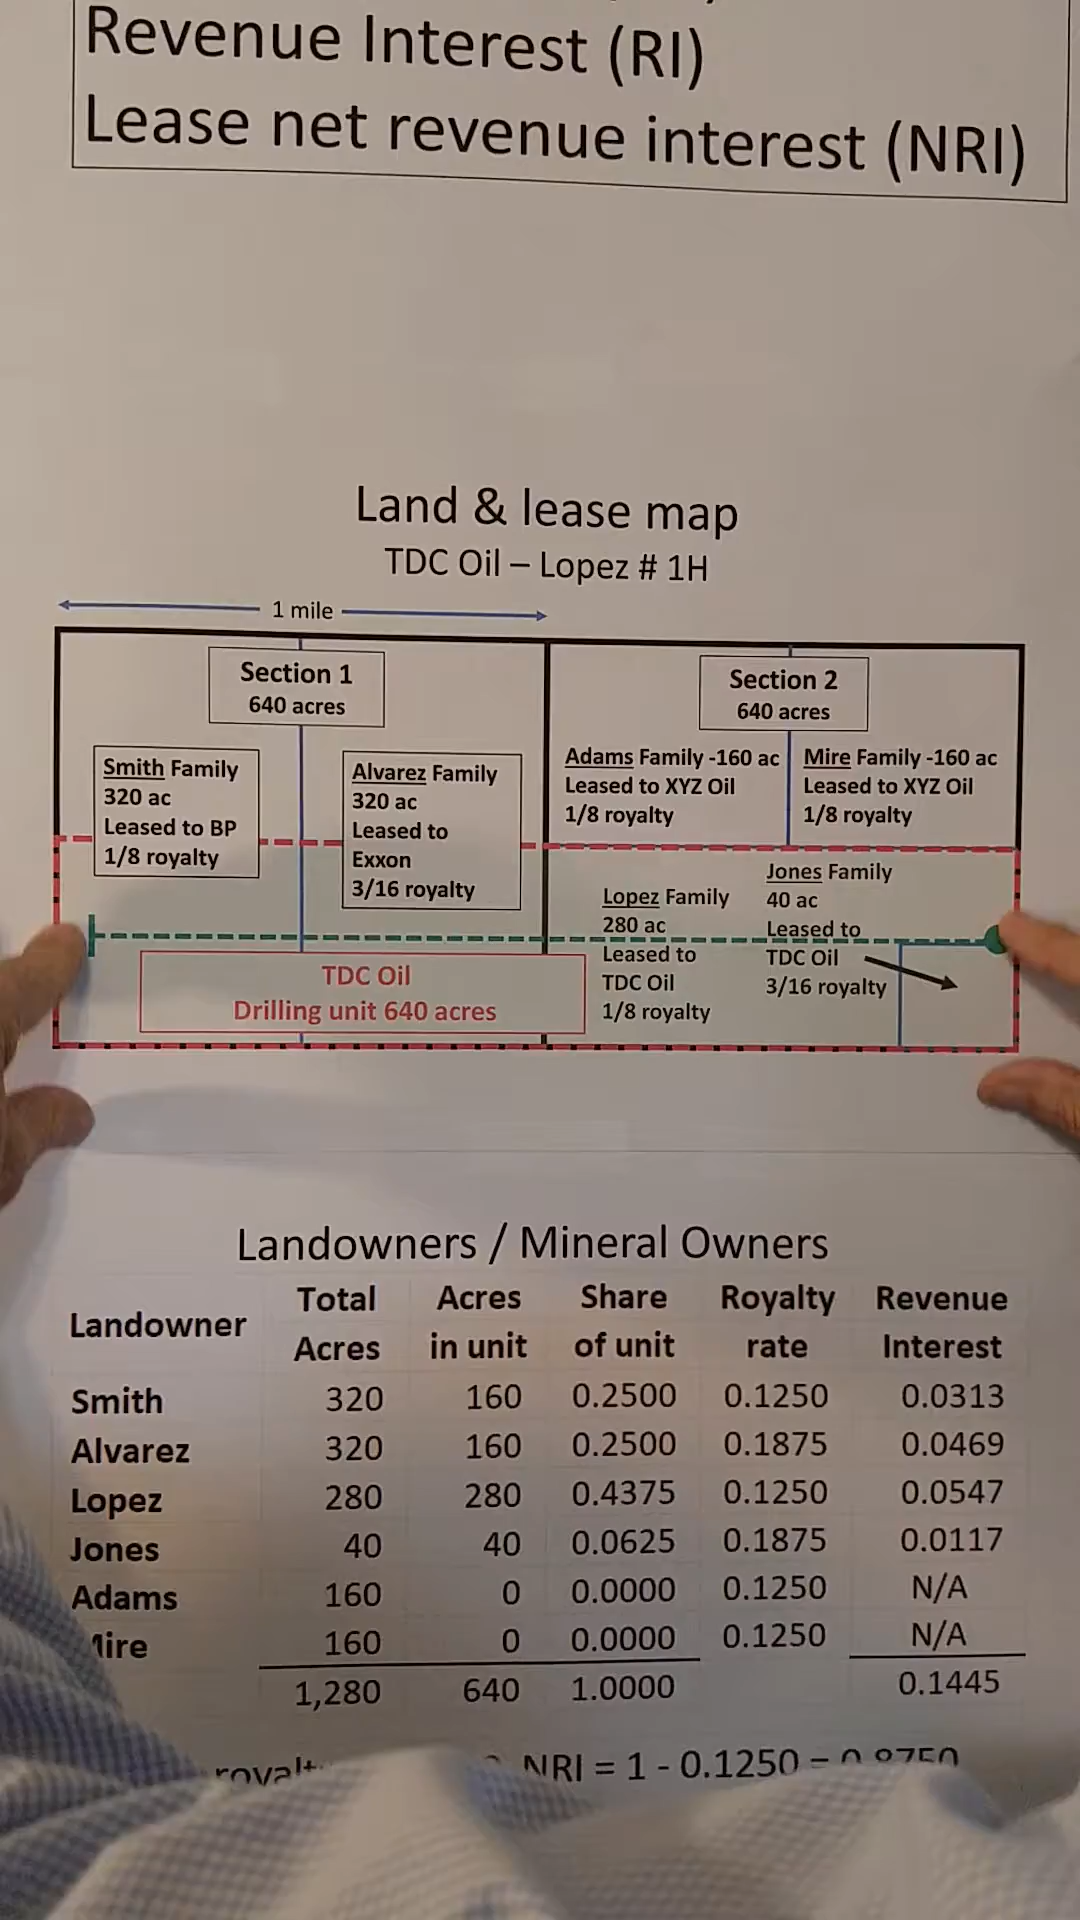 Revenue Interest (RI)
Lease net revenue interest (NRI)
Land & lease map
TDC Oil – Lopez # 1H
1 mile
Section 1
640 acres
Section 2
640 acres
Smith Family
320 ac
Leased to BP
1/8 royalty
Alvarez Family
320 ac
Leased to
Exxon
3/16 royalty
Adams Family -160 ac
Leased to XYZ Oil
1/8 royalty
Mire Family -160 ac
Leased to XYZ Oil
1/8 royalty
Lopez Family
280 ac
Leased to
TDC Oil
1/8 royalty
Jones Family
40 ac
Leased to
TDC Oil
3/16 royalty
TDC Oil
Drilling unit 640 acres
Landowners / Mineral Owners
Landowner Total Acres Acres in unit Share of unit Royalty rate Revenue Interest
Smith 320 160 0.2500 0.1250 0.0313
Alvarez 320 160 0.2500 0.1875 0.0469
Lopez 280 280 0.4375 0.1250 0.0547
Jones 40 40 0.0625 0.1875 0.0117
Adams 160 0 0.0000 0.1250 N/A
Mire 160 0 0.0000 0.1250 N/A
1,280 640 1.0000 0.1445
NRI = 1 - 0.1250 = 0.8750